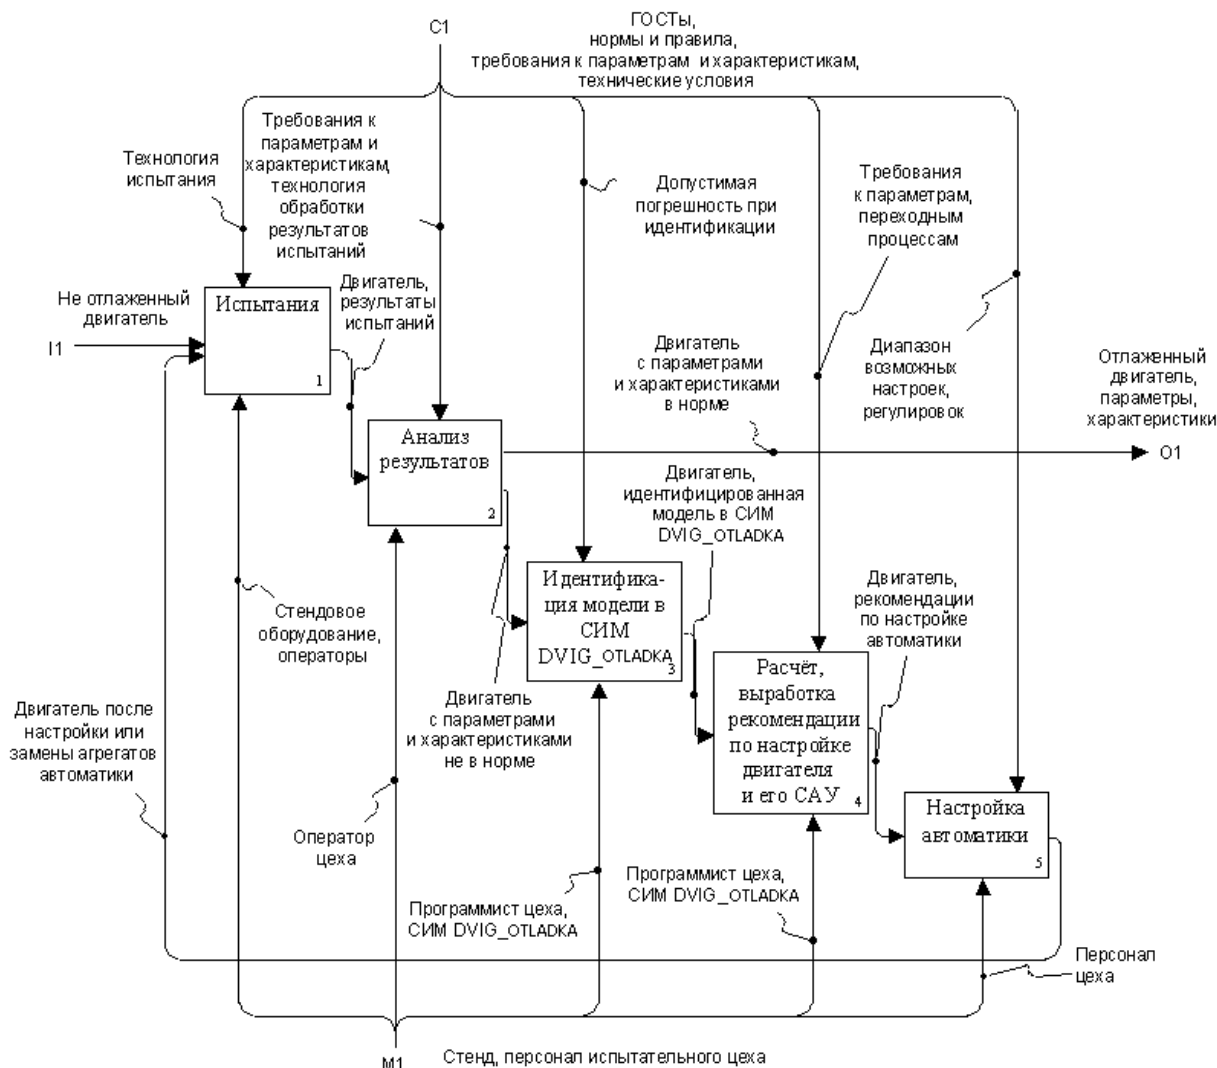 C1
ГОСТы,
нормы и правила,
требования к параметрам и характеристикам,
технические условия
Технология
испытания
Требования к
параметрам и
характеристикам,
технология
обработки
результатов
испытаний
Допустимая
погрешность при
идентификации
Требования
к параметрам,
переходным
процессам
Не отлаженный
двигатель
I1
Испытания
1
Двигатель,
результаты
испытаний
Двигатель
с параметрами
и характеристиками
в норме
Диапазон
возможных
настроек,
регулировок
Отлаженный
двигатель,
параметры,
характеристики
O1
Анализ
результатов
2
Двигатель,
идентифицированная
модель в СИМ
DVIG_OTLADKA
Идентифика-
ция модели в
СИМ
DVIG_OTLADKA
3
Двигатель,
рекомендации
по настройке
автоматики
Стендовое
оборудование,
операторы
Двигатель
с параметрами
и характеристиками
не в норме
Расчёт,
выработка
рекомендации
по настройке
двигателя
и его САУ
4
Двигатель после
настройки или
замены агрегатов
автоматики
Настройка
автоматики
5
Оператор
цеха
Программист цеха,
СИМ DVIG_OTLADKA
Программист цеха,
СИМ DVIG_OTLADKA
Персонал
цеха
M1
Стенд, персонал испытательного цеха